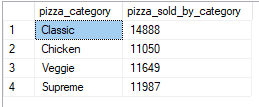 pizza_category pizza_sold_by_category
1 Classic 14888
2 Chicken 11050
3 Veggie 11649
4 Supreme 11987